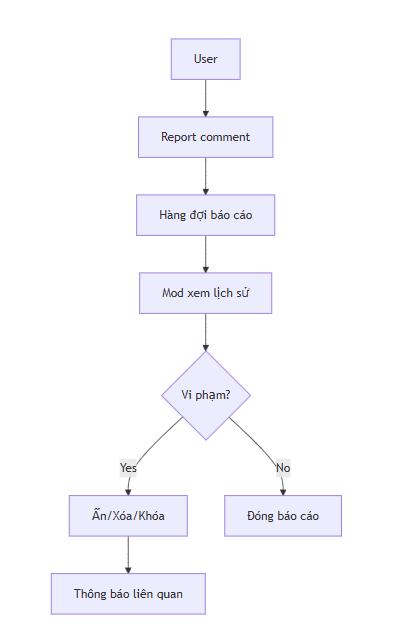 User
Report comment
Hàng đợi báo cáo
Mod xem lịch sử
Vi phạm?
Yes
No
Ẩn/Xóa/Khóa
Đóng báo cáo
Thông báo liên quan